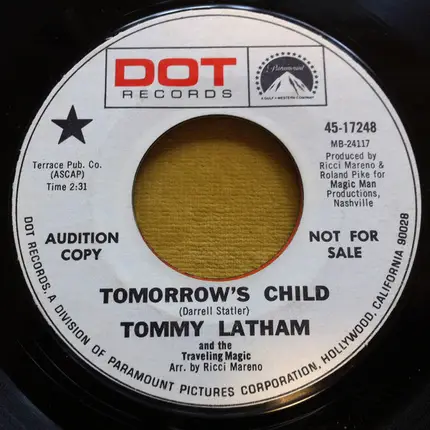 DOT
RECORDS
Paramount
A GULF + WESTERN COMPANY
45-17248
MB-24117
Produced by
Ricci Mareno &
Roland Pike for
Magic Man
Productions,
Nashville
Terrace Pub. Co.
(ASCAP)
Time 2:31
AUDITION
COPY
NOT FOR
SALE
TOMORROW'S CHILD
(Darrell Statler)
TOMMY LATHAM
and the
Traveling Magic
Arr. by Ricci Mareno
DOT RECORDS, A DIVISION OF PARAMOUNT PICTURES CORPORATION, HOLLYWOOD, CALIFORNIA 90028